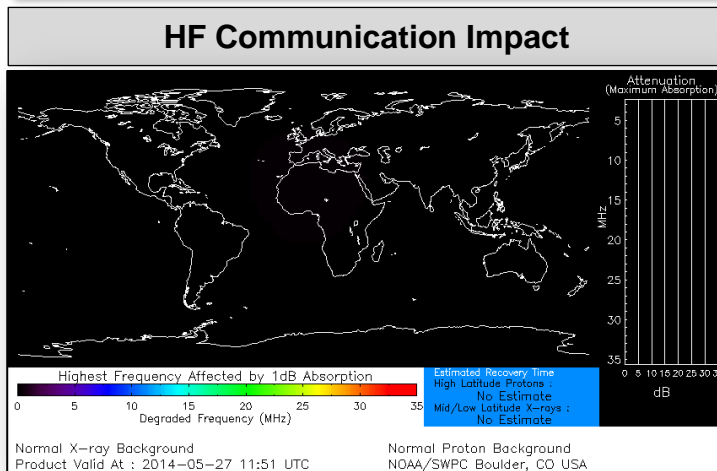 HF Communication Impact
Attenuation
(Maximum Absorption)
5
10
15
20
25
30
35
MHz
0 5 10 15 20 25 30
dB
Highest Frequency Affected by 1dB Absorption
0 5 10 15 20 25 30 35
Degraded Frequency (MHz)
Estimated Recovery Time
High Latitude Protons :
No Estimate
Mid/Low Latitude X-rays :
No Estimate
Normal X-ray Background
Product Valid At : 2014-05-27 11:51 UTC
Normal Proton Background
NOAA/SWPC Boulder, CO USA